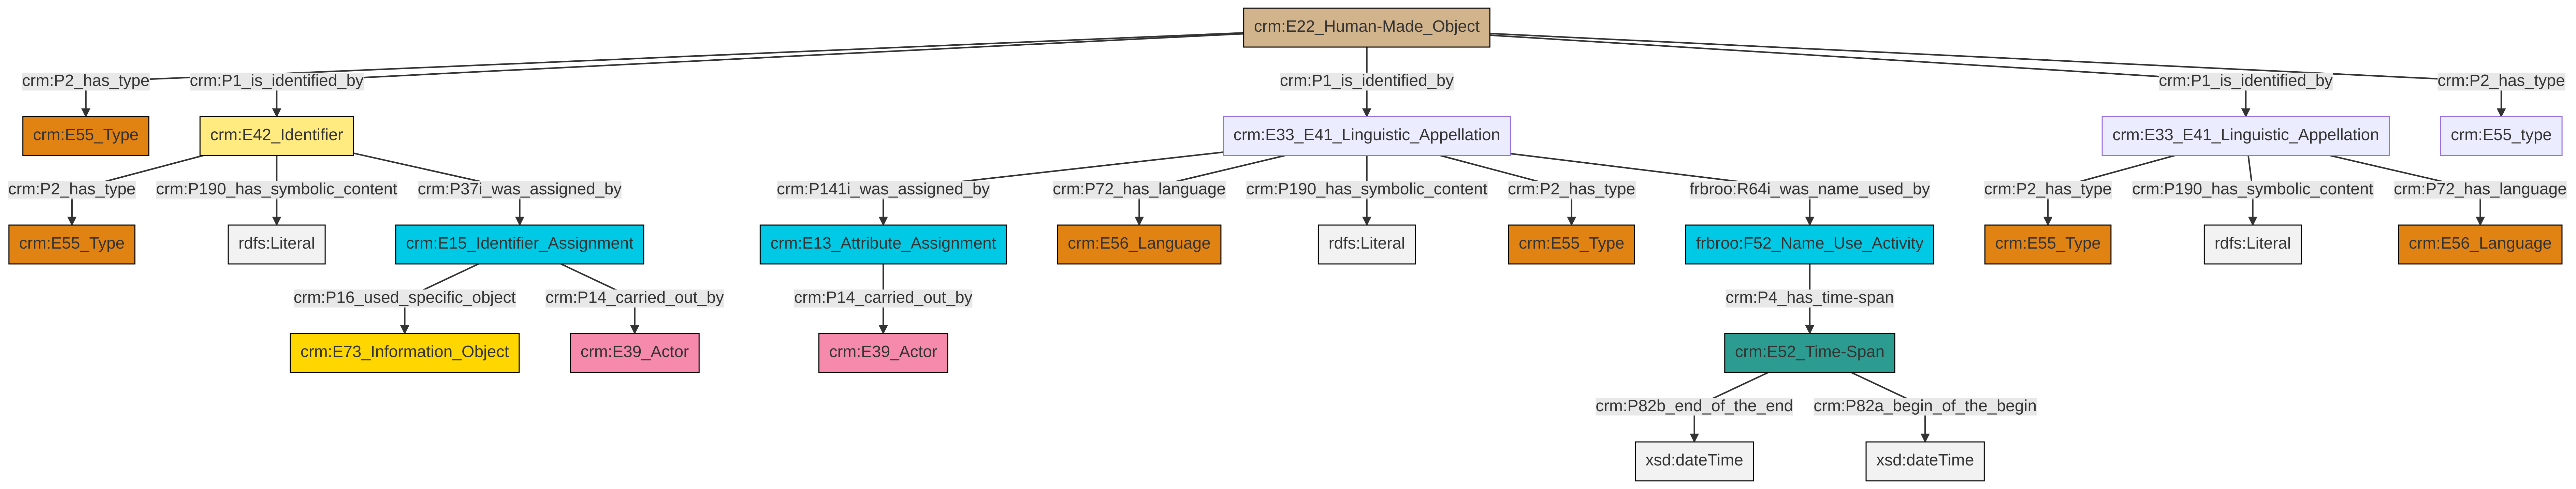 crm:E22_Human-Made_Object
crm:P2_has_type crm:P1_is_identified_by crm:P1_is_identified_by crm:P1_is_identified_by crm:P2_has_type
crm:E55_Type crm:E42_Identifier crm:E33_E41_Linguistic_Appellation crm:E33_E41_Linguistic_Appellation crm:E55_type
crm:P2_has_type crm:P190_has_symbolic_content crm:P37i_was_assigned_by crm:P141i_was_assigned_by crm:P72_has_language crm:P190_has_symbolic_content crm:P2_has_type frbroo:R64i_was_name_used_by crm:P2_has_type crm:P190_has_symbolic_content crm:P72_has_language
crm:E55_Type rdfs:Literal crm:E15_Identifier_Assignment crm:E13_Attribute_Assignment crm:E56_Language rdfs:Literal crm:E55_Type frbroo:F52_Name_Use_Activity crm:E55_Type rdfs:Literal crm:E56_Language
crm:P16_used_specific_object crm:P14_carried_out_by crm:P14_carried_out_by crm:P4_has_time-span
crm:E73_Information_Object crm:E39_Actor crm:E39_Actor crm:E52_Time-Span
crm:P82b_end_of_the_end crm:P82a_begin_of_the_begin
xsd:dateTime xsd:dateTime